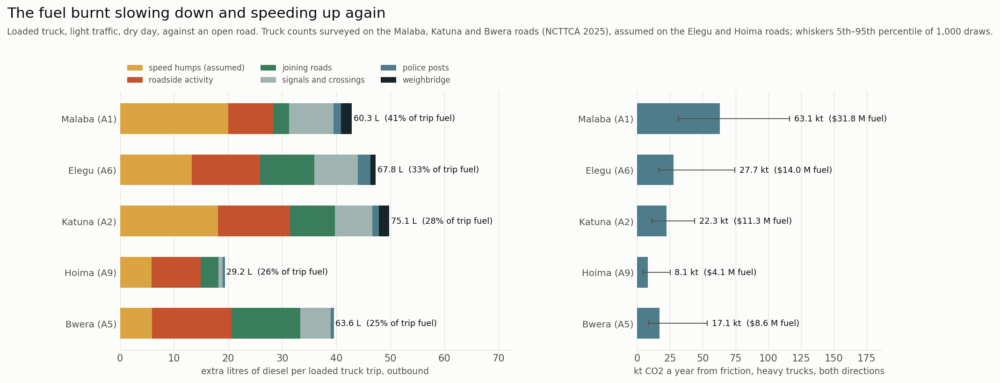 The fuel burnt slowing down and speeding up again
Loaded truck, light traffic, dry day, against an open road. Truck counts surveyed on the Malaba, Katuna and Bwera roads (NCTTCA 2025), assumed on the Elegu and Hoima roads; whiskers 5th–95th percentile of 1,000 draws.
speed humps (assumed)
roadside activity
joining roads
signals and crossings
police posts
weighbridge
Malaba (A1)
60.3 L (41% of trip fuel)
Elegu (A6)
67.8 L (33% of trip fuel)
Katuna (A2)
75.1 L (28% of trip fuel)
Hoima (A9)
29.2 L (26% of trip fuel)
Bwera (A5)
63.6 L (25% of trip fuel)
0 10 20 30 40 50 60 70
extra litres of diesel per loaded truck trip, outbound
Malaba (A1)
63.1 kt ($31.8 M fuel)
Elegu (A6)
27.7 kt ($14.0 M fuel)
Katuna (A2)
22.3 kt ($11.3 M fuel)
Hoima (A9)
8.1 kt ($4.1 M fuel)
Bwera (A5)
17.1 kt ($8.6 M fuel)
0 25 50 75 100 125 150 175
kt CO2 a year from friction, heavy trucks, both directions